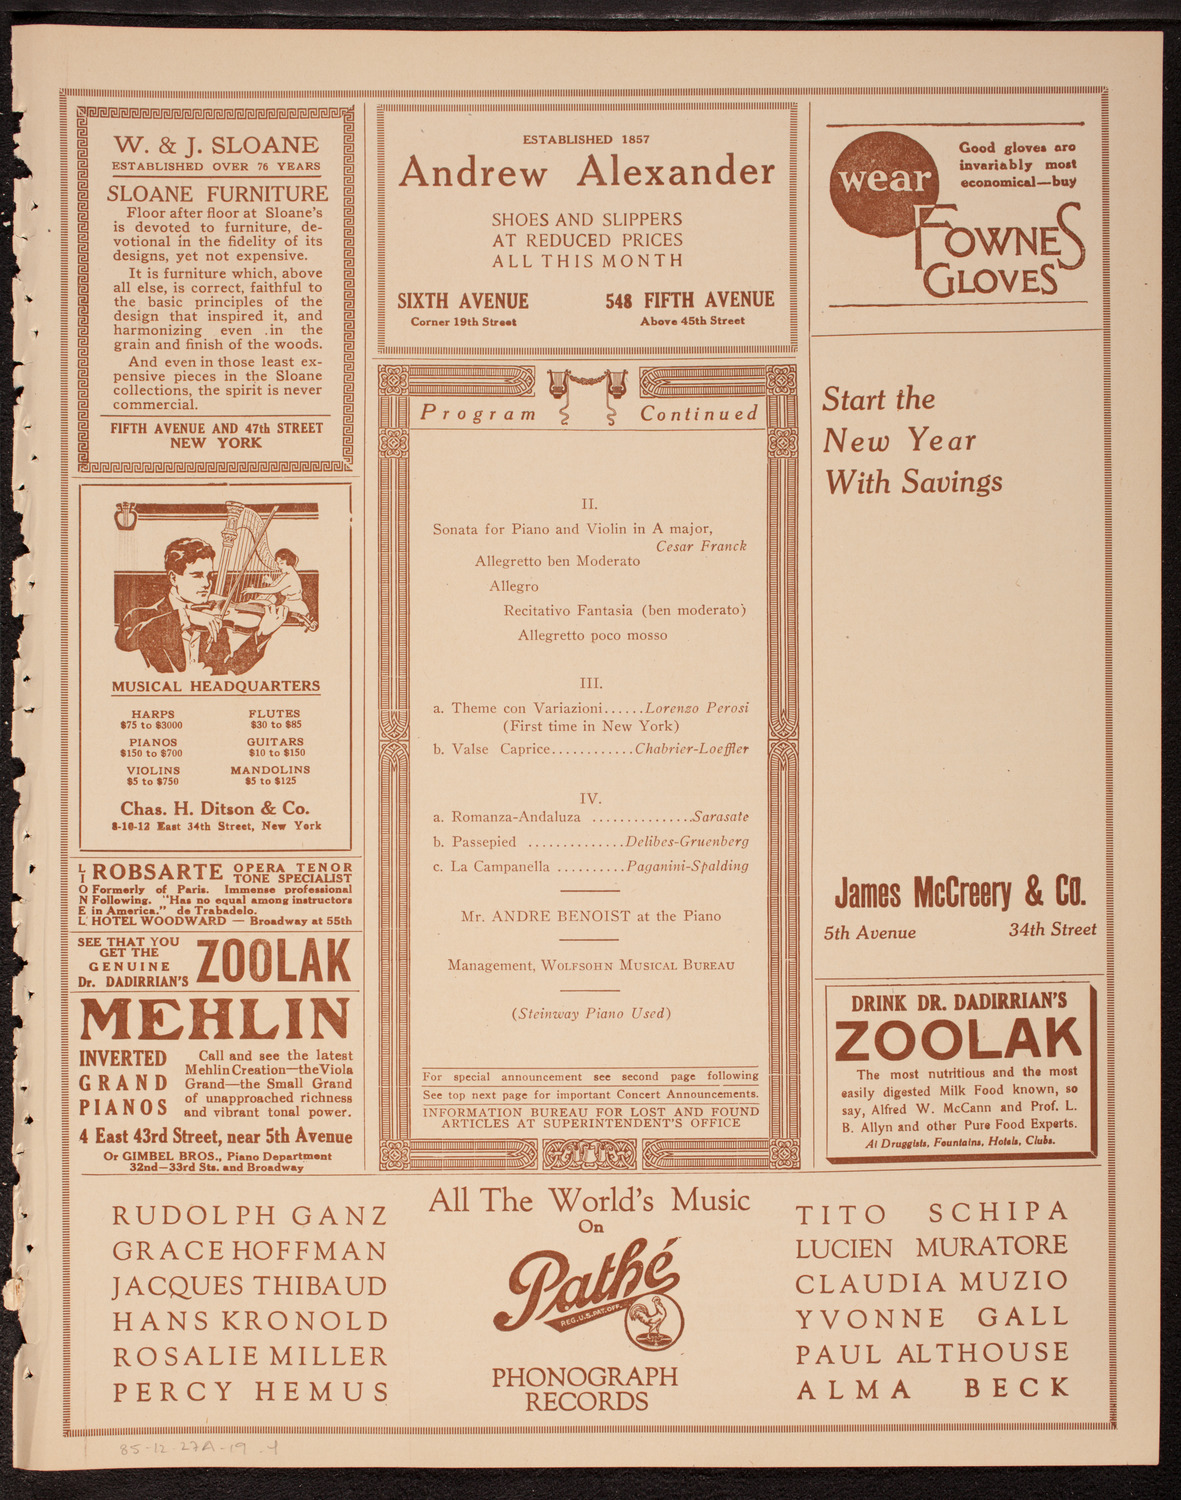 W. & J. SLOANE
ESTABLISHED OVER 76 YEARS
SLOANE FURNITURE
Floor after floor at Sloane's
is devoted to furniture, de-
votional in the fidelity of its
designs, yet not expensive.
It is furniture which, above
all else, is correct, faithful to
the basic principles of the
design that inspired it, and
harmonizing even .in the
grain and finish of the woods.
And even in those least ex-
pensive pieces in the Sloane
collections, the spirit is never
commercial.
FIFTH AVENUE AND 47th STREET
NEW YORK
MUSICAL HEADQUARTERS
HARPS FLUTES
$75 to $3000 $30 to $85
PIANOS GUITARS
$150 to $700 $10 to $150
VIOLINS MANDOLINS
$5 to $750 $5 to $125
Chas. H. Ditson & Co.
8-10-12 East 34th Street, New York
LIONEL ROBSARTE OPERA TENOR
TONE SPECIALIST
Formerly of Paris. Immense professional
Following. "Has no equal among instructors
in America." de Trabadelo.
HOTEL WOODWARD — Broadway at 55th
SEE THAT YOU
GET THE
GENUINE
Dr. DADIRRIAN'S
ZOOLAK
MEHLIN
INVERTED
GRAND
PIANOS
Call and see the latest
Mehlin Creation—the Viola
Grand—the Small Grand
of unapproached richness
and vibrant tonal power.
4 East 43rd Street, near 5th Avenue
Or GIMBEL BROS., Piano Department
32nd-33rd Sts. and Broadway
ESTABLISHED 1857
Andrew Alexander
SHOES AND SLIPPERS
AT REDUCED PRICES
ALL THIS MONTH
SIXTH AVENUE 548 FIFTH AVENUE
Corner 19th Street Above 45th Street
Program Continued
II.
Sonata for Piano and Violin in A major,
Cesar Franck
Allegretto ben Moderato
Allegro
Recitativo Fantasia (ben moderato)
Allegretto poco mosso
III.
a. Theme con Variazioni......Lorenzo Perosi
(First time in New York)
b. Valse Caprice............Chabrier-Loeffler
IV.
a. Romanza-Andaluza ..............Sarasate
b. Passepied ..............Delibes-Gruenberg
c. La Campanella ..........Paganini-Spalding
Mr. ANDRE BENOIST at the Piano
Management, WOLFSOHN MUSICAL BUREAU
(Steinway Piano Used)
For special announcement see second page following
See top next page for important Concert Announcements.
INFORMATION BUREAU FOR LOST AND FOUND
ARTICLES AT SUPERINTENDENT'S OFFICE
wear
Good gloves are
invariably most
economical—buy
FOWNES
GLOVES
Start the
New Year
With Savings
James McCreery & Co.
5th Avenue 34th Street
DRINK DR. DADIRRIAN'S
ZOOLAK
The most nutritious and the most
easily digested Milk Food known, so
say, Alfred W. McCann and Prof. L.
B. Allyn and other Pure Food Experts.
At Druggists, Fountains, Hotels, Clubs.
RUDOLPH GANZ
GRACE HOFFMAN
JACQUES THIBAUD
HANS KRONOLD
ROSALIE MILLER
PERCY HEMUS
All The World's Music
On
Pathé
REG. U.S. PAT. OFF.
PHONOGRAPH
RECORDS
TITO SCHIPA
LUCIEN MURATORE
CLAUDIA MUZIO
YVONNE GALL
PAUL ALTHOUSE
ALMA BECK
85-12-27A-19 .4